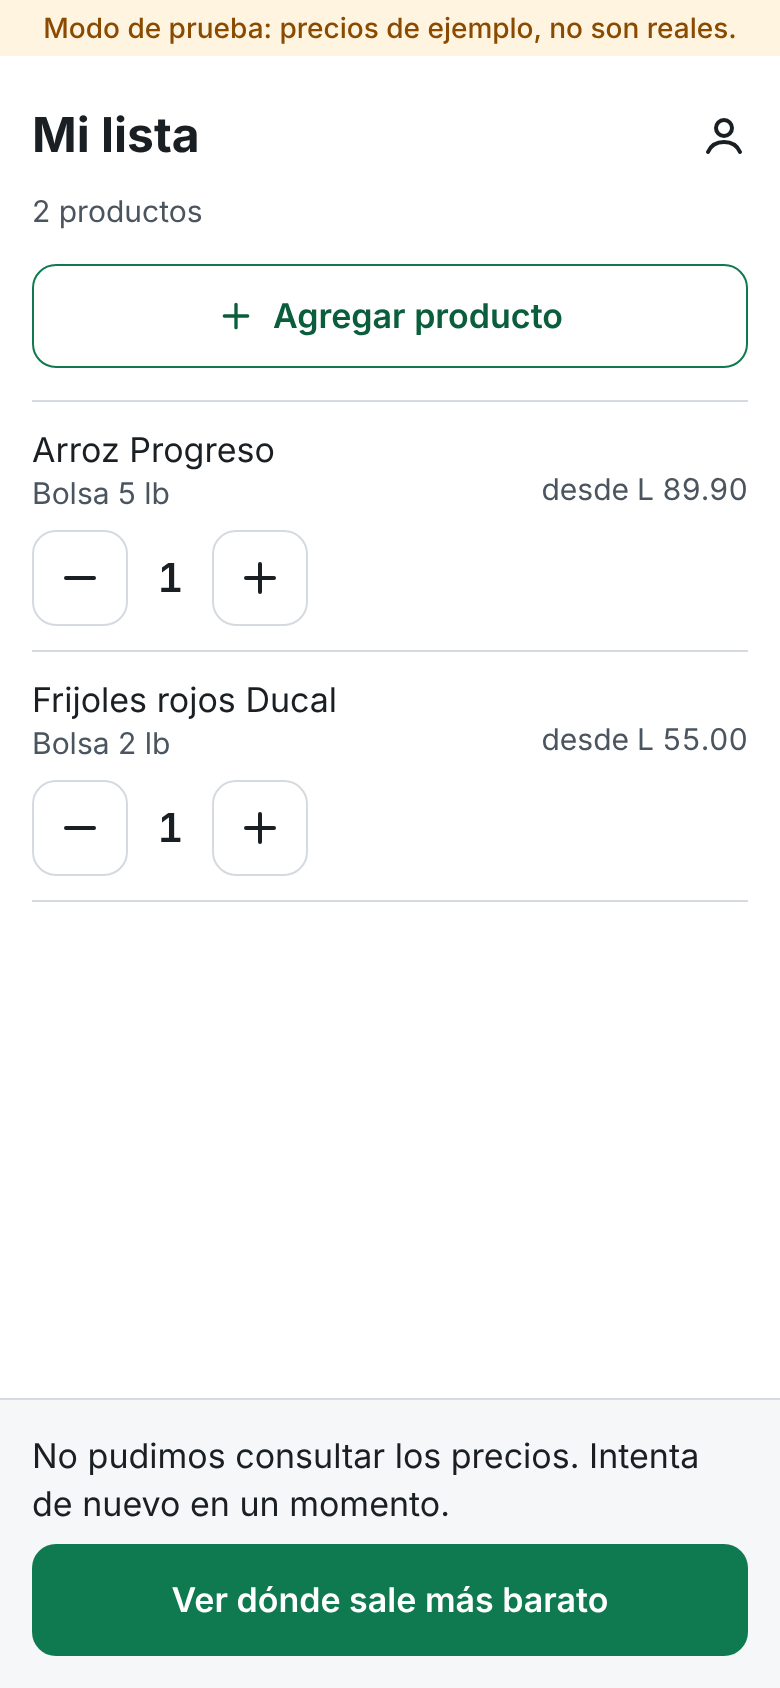 Modo de prueba: precios de ejemplo, no son reales.
Mi lista
2 productos
+ Agregar producto
Arroz Progreso
Bolsa 5 lb
desde L 89.90
− 1 +
Frijoles rojos Ducal
Bolsa 2 lb
desde L 55.00
− 1 +
No pudimos consultar los precios. Intenta
de nuevo en un momento.
Ver dónde sale más barato